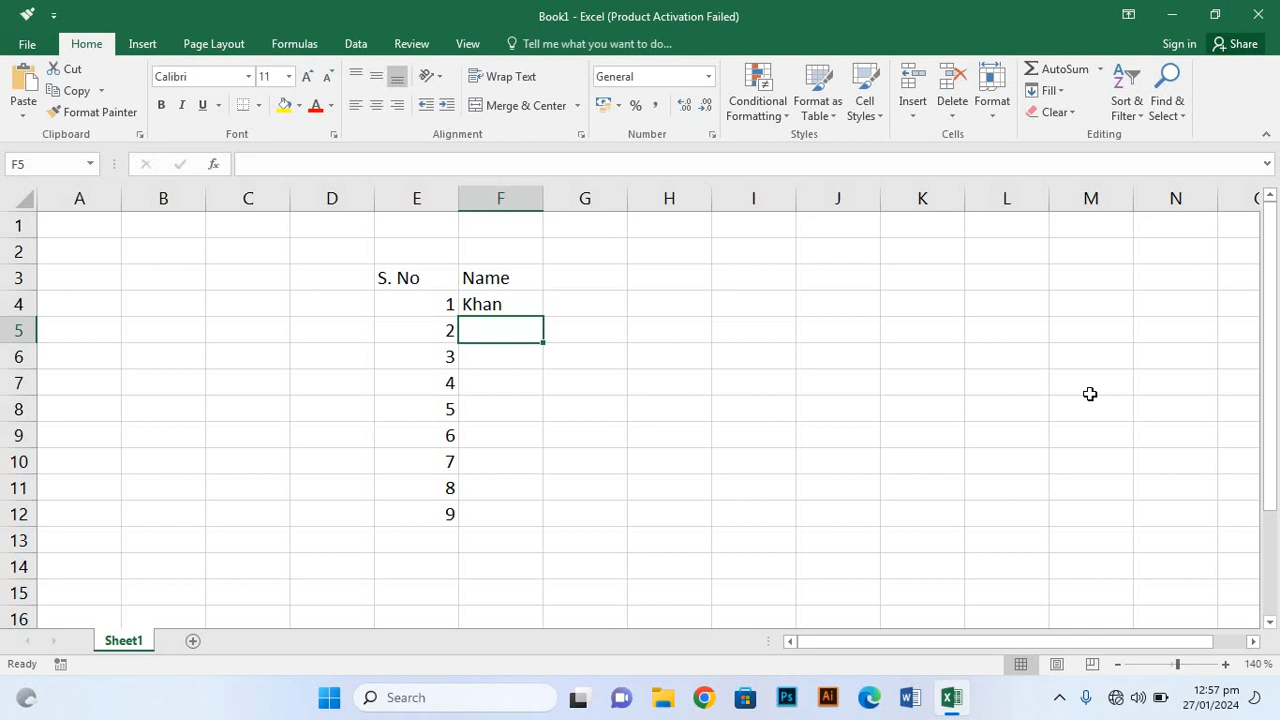 Book1 - Excel (Product Activation Failed)
File Home Insert Page Layout Formulas Data Review View Tell me what you want to do... Sign in Share
Paste Cut Copy Format Painter
Clipboard
Calibri 11
B I U A
Font
Wrap Text
Merge & Center
Alignment
General
%
Number
Conditional Formatting Format as Table Cell Styles
Styles
Insert Delete Format
Cells
AutoSum
Fill
Clear
Sort & Filter Find & Select
Editing
F5 fx
A B C D E F G H I J K L M N
1
2
3 S. No Name
4 1 Khan
5 2
6 3
7 4
8 5
9 6
10 7
11 8
12 9
13
14
15
16
Sheet1
Ready 140 %
Search Ps Ai 12:57 pm
27/01/2024